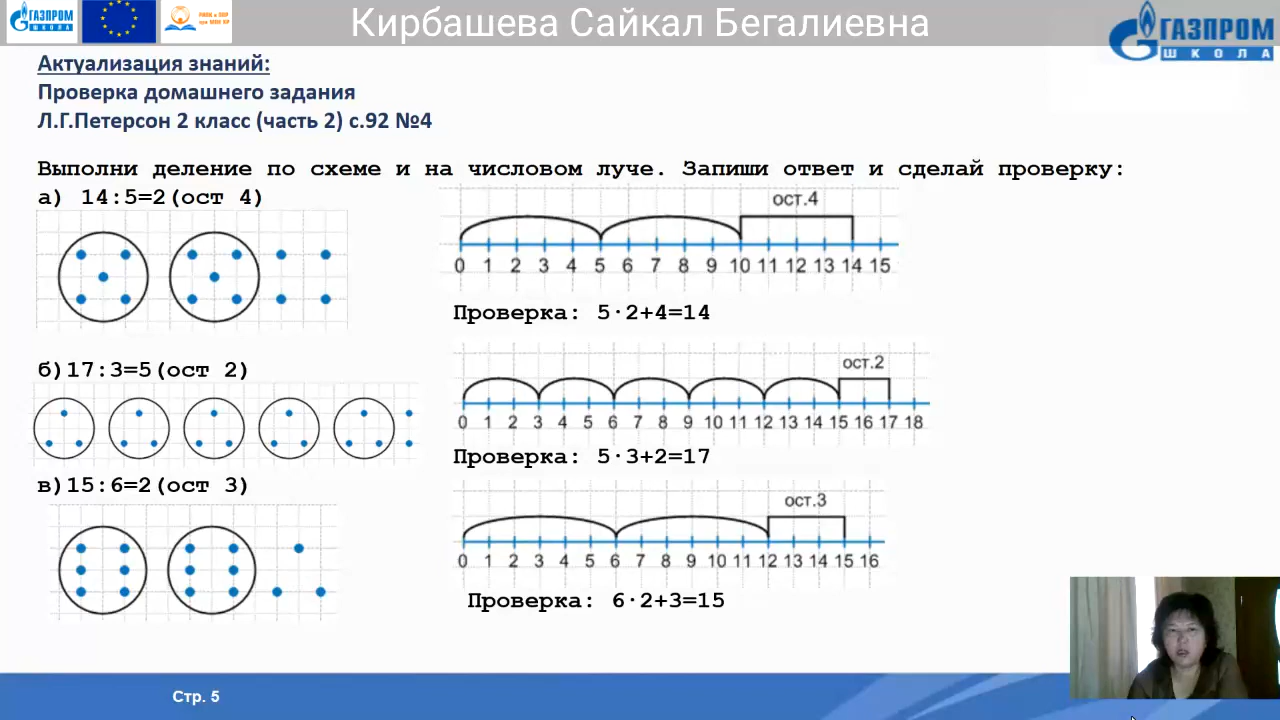 ГАЗПРОМ
ШКОЛА
РИПК и ППР
при МОН КР
Кирбашева Сайкал Бегалиевна
ГАЗПРОМ
ШКОЛА
Актуализация знаний:
Проверка домашнего задания
Л.Г.Петерсон 2 класс (часть 2) с.92 №4
Выполни деление по схеме и на числовом луче. Запиши ответ и сделай проверку:
а) 14:5=2(ост 4)
ост.4
0 1 2 3 4 5 6 7 8 9 10 11 12 13 14 15
Проверка: 5·2+4=14
б)17:3=5(ост 2)
ост.2
0 1 2 3 4 5 6 7 8 9 10 11 12 13 14 15 16 17 18
Проверка: 5·3+2=17
в)15:6=2(ост 3)
ост.3
0 1 2 3 4 5 6 7 8 9 10 11 12 13 14 15 16
Проверка: 6·2+3=15
Стр. 5